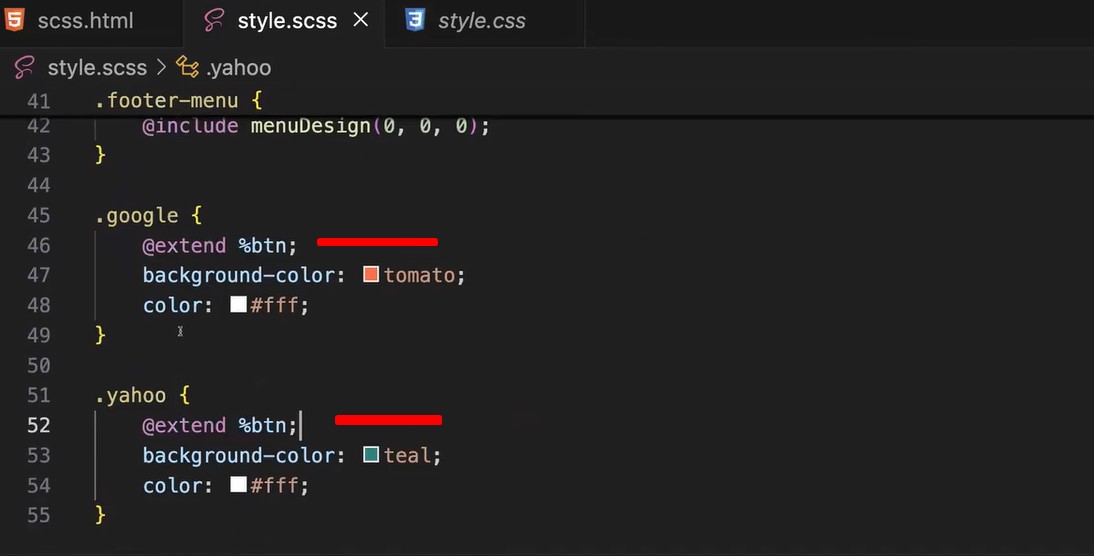 scss.html style.scss style.css
style.scss > .yahoo
41 .footer-menu {
42 @include menuDesign(0, 0, 0);
43 }
44
45 .google {
46 @extend %btn;
47 background-color: tomato;
48 color: #fff;
49 }
50
51 .yahoo {
52 @extend %btn;
53 background-color: teal;
54 color: #fff;
55 }